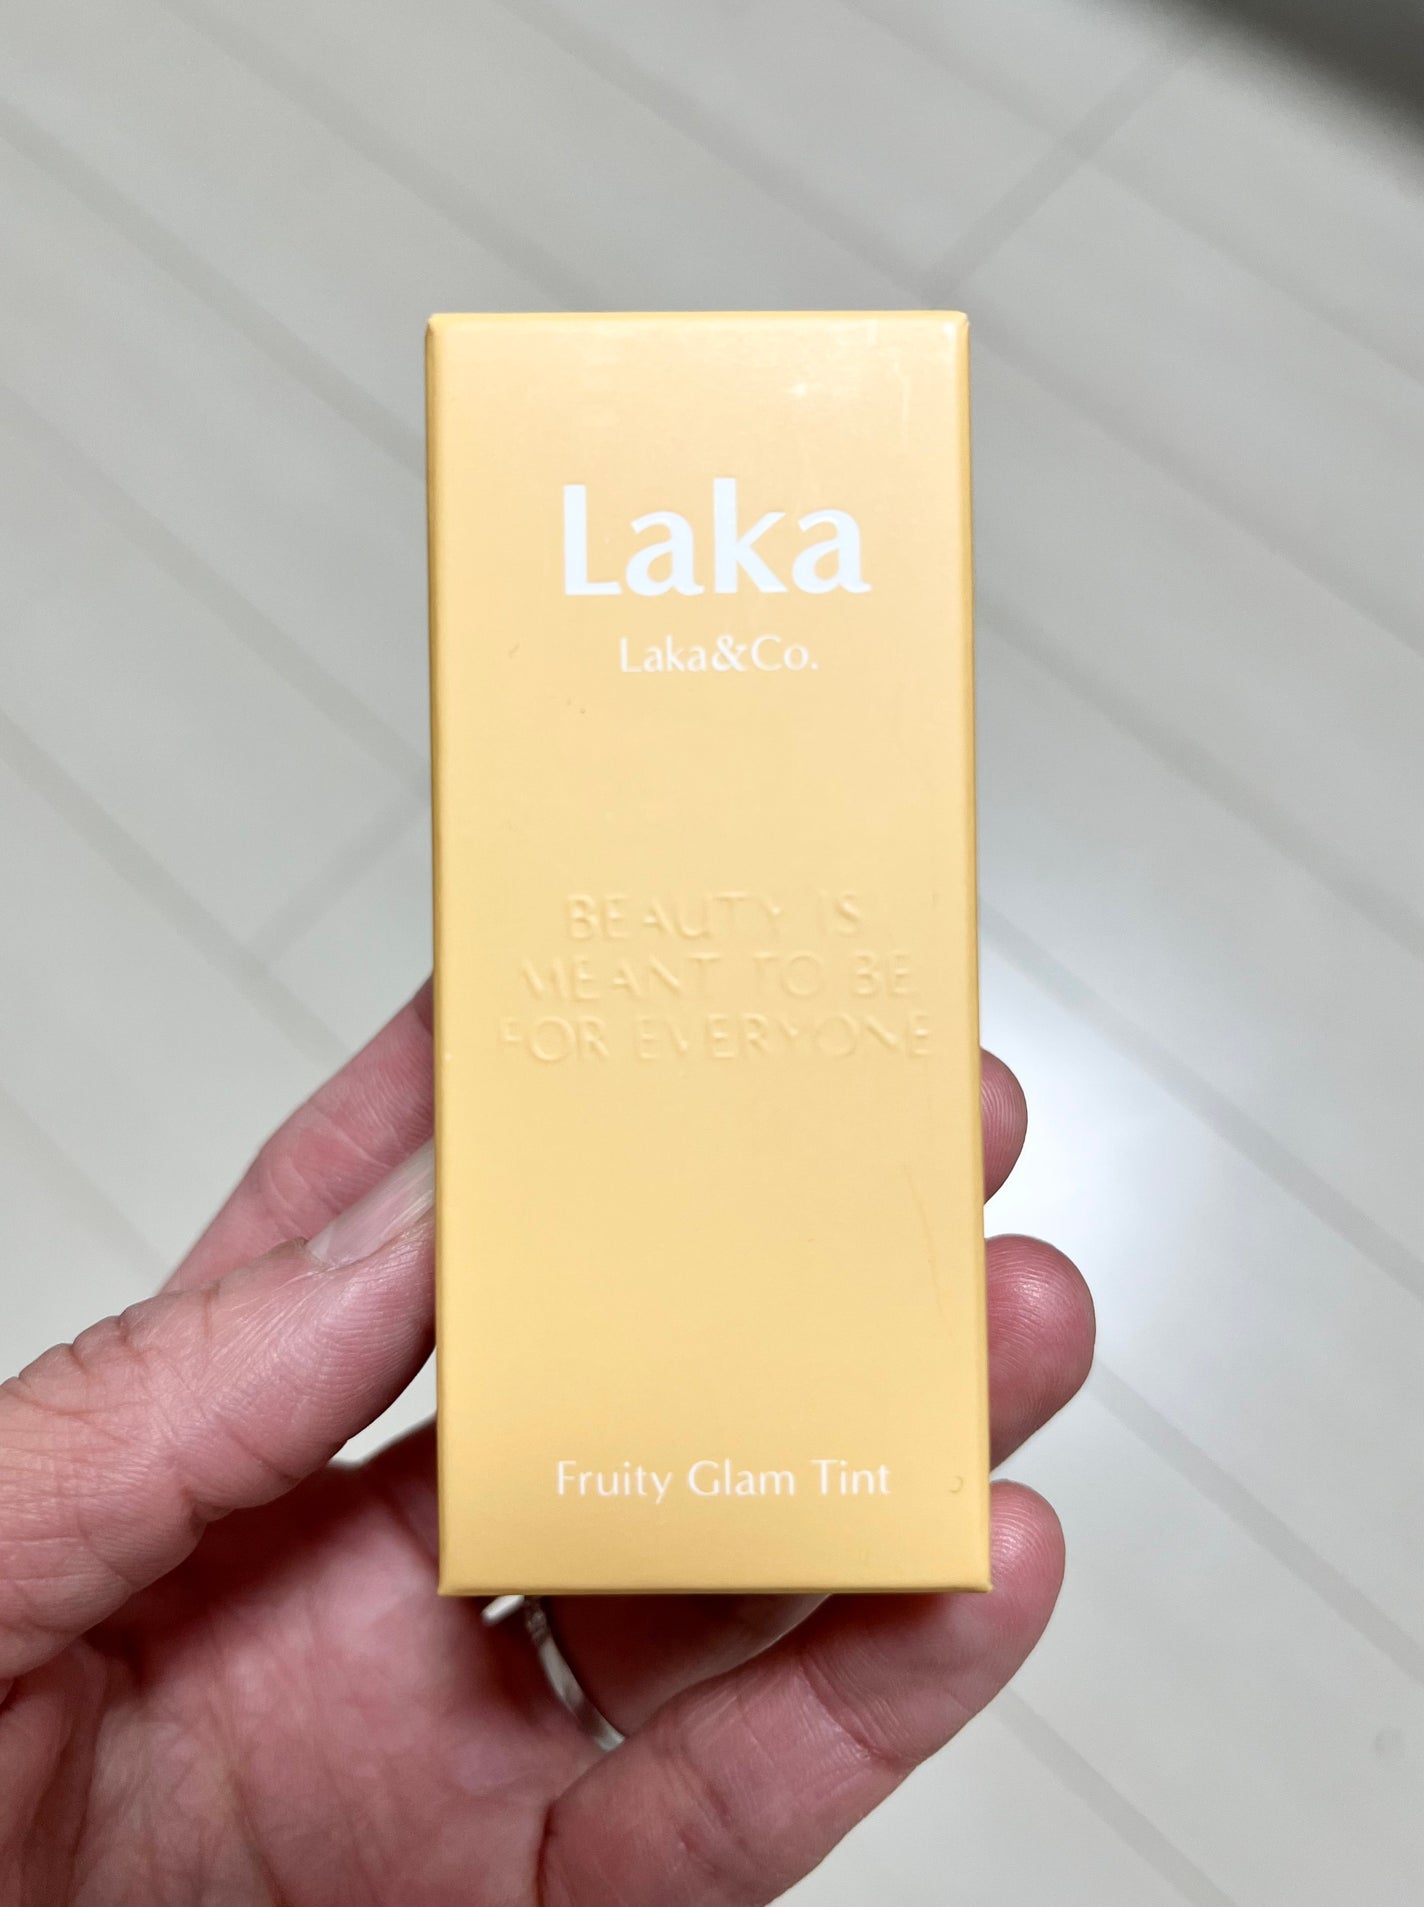 Laka
Laka&Co.
BEAUTY IS
MEANT TO BE
FOR EVERYONE
Fruity Glam Tint